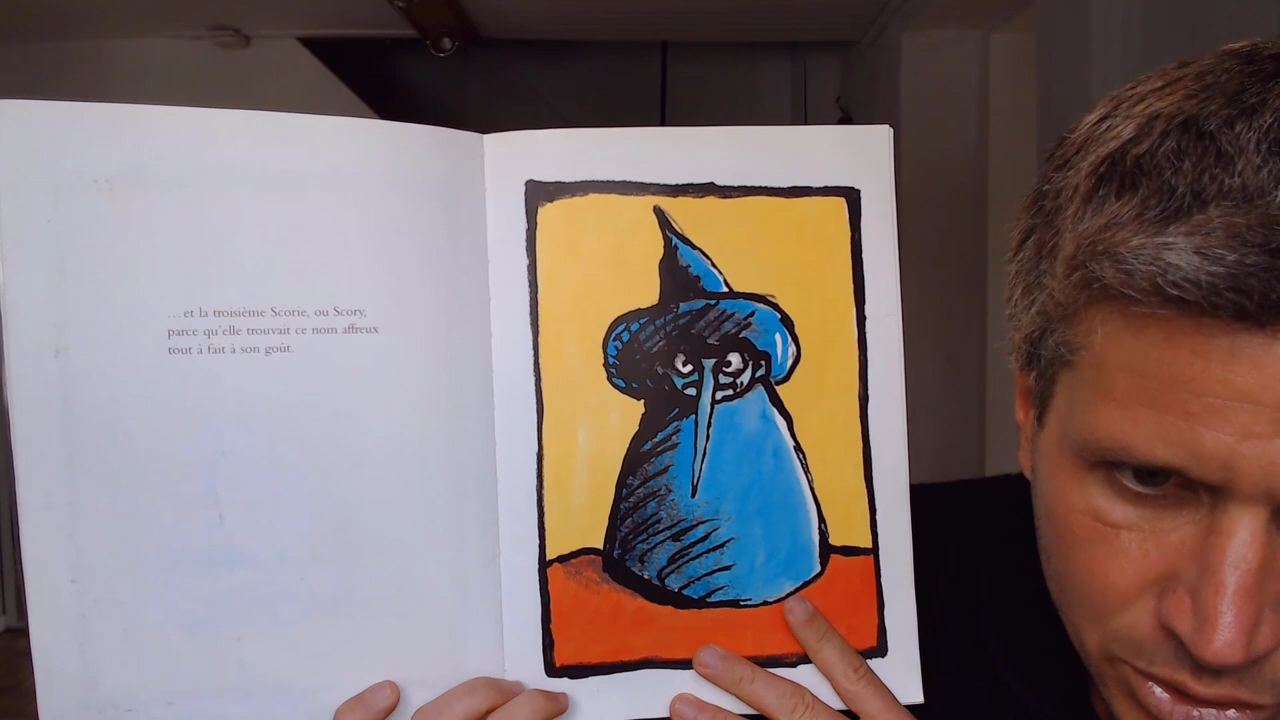 ... et la troisième Scorie, ou Scory,
parce qu'elle trouvait ce nom affreux
tout à fait à son goût.